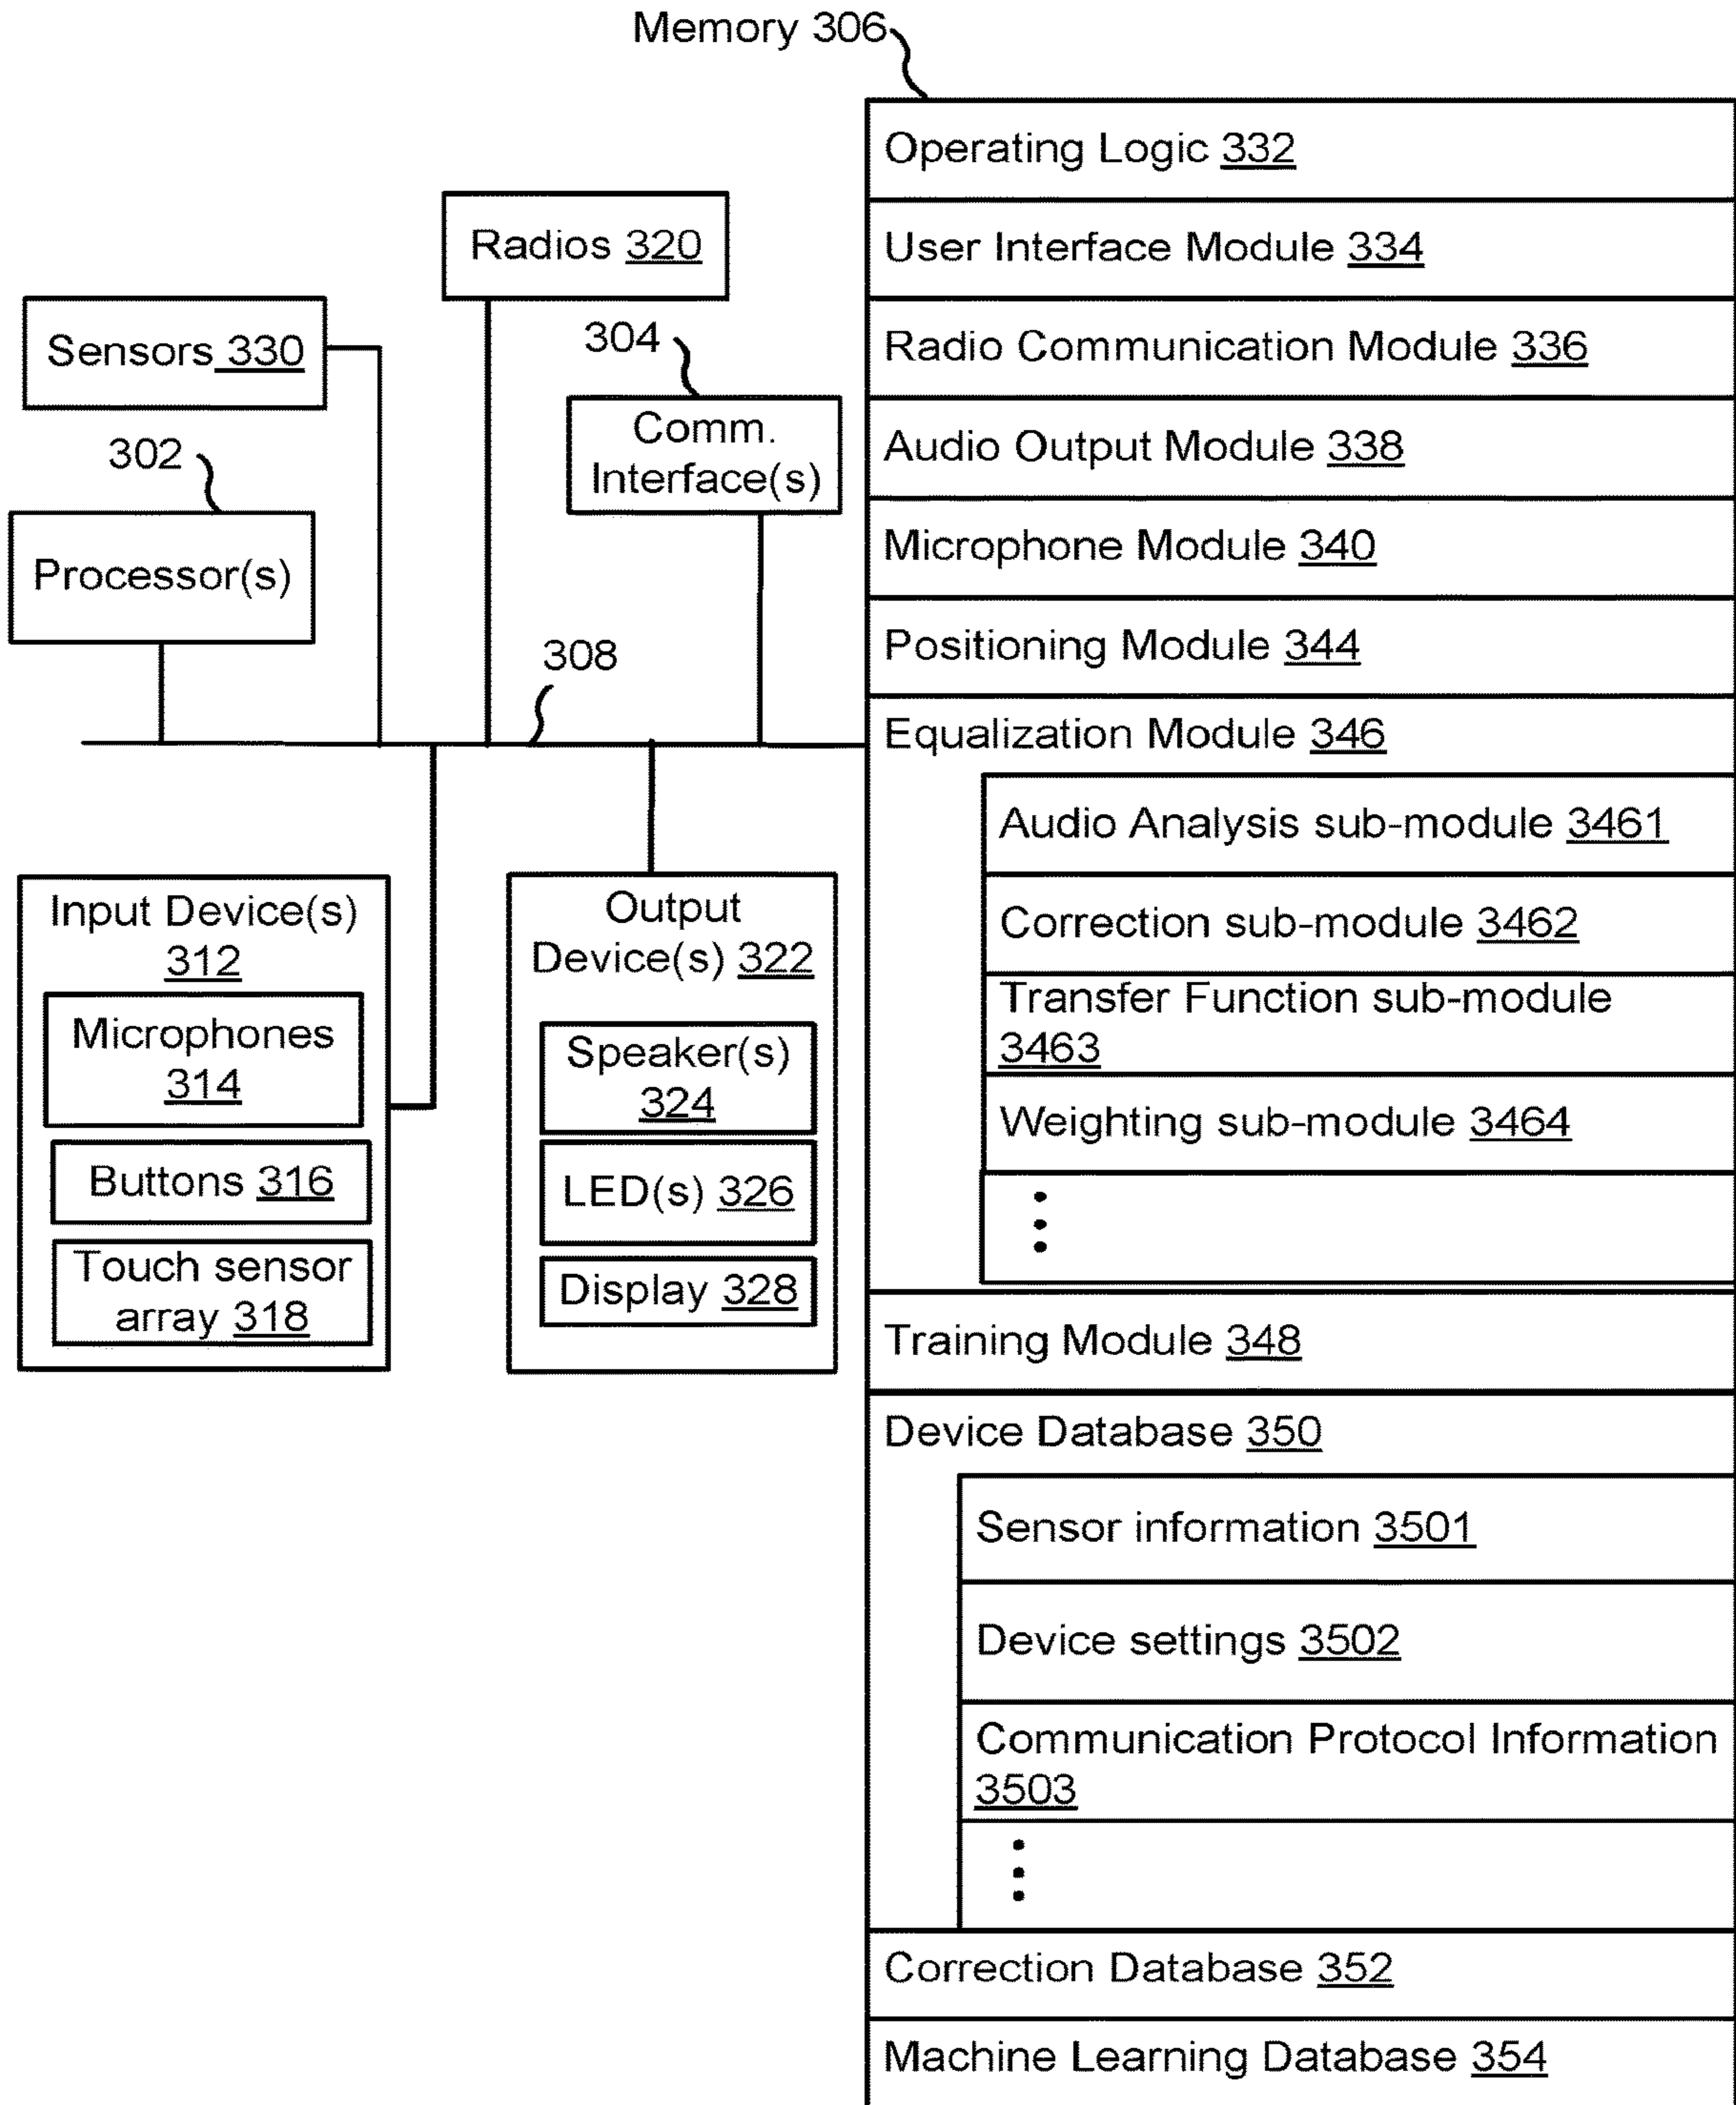 Memory 306
Radios 320
Sensors 330
304
Comm.
Interface(s)
302
Processor(s)
308
Input Device(s)
312
Microphones
314
Buttons 316
Touch sensor
array 318
Output
Device(s) 322
Speaker(s)
324
LED(s) 326
Display 328
Operating Logic 332
User Interface Module 334
Radio Communication Module 336
Audio Output Module 338
Microphone Module 340
Positioning Module 344
Equalization Module 346
Audio Analysis sub-module 3461
Correction sub-module 3462
Transfer Function sub-module
3463
Weighting sub-module 3464
Training Module 348
Device Database 350
Sensor information 3501
Device settings 3502
Communication Protocol Information
3503
Correction Database 352
Machine Learning Database 354